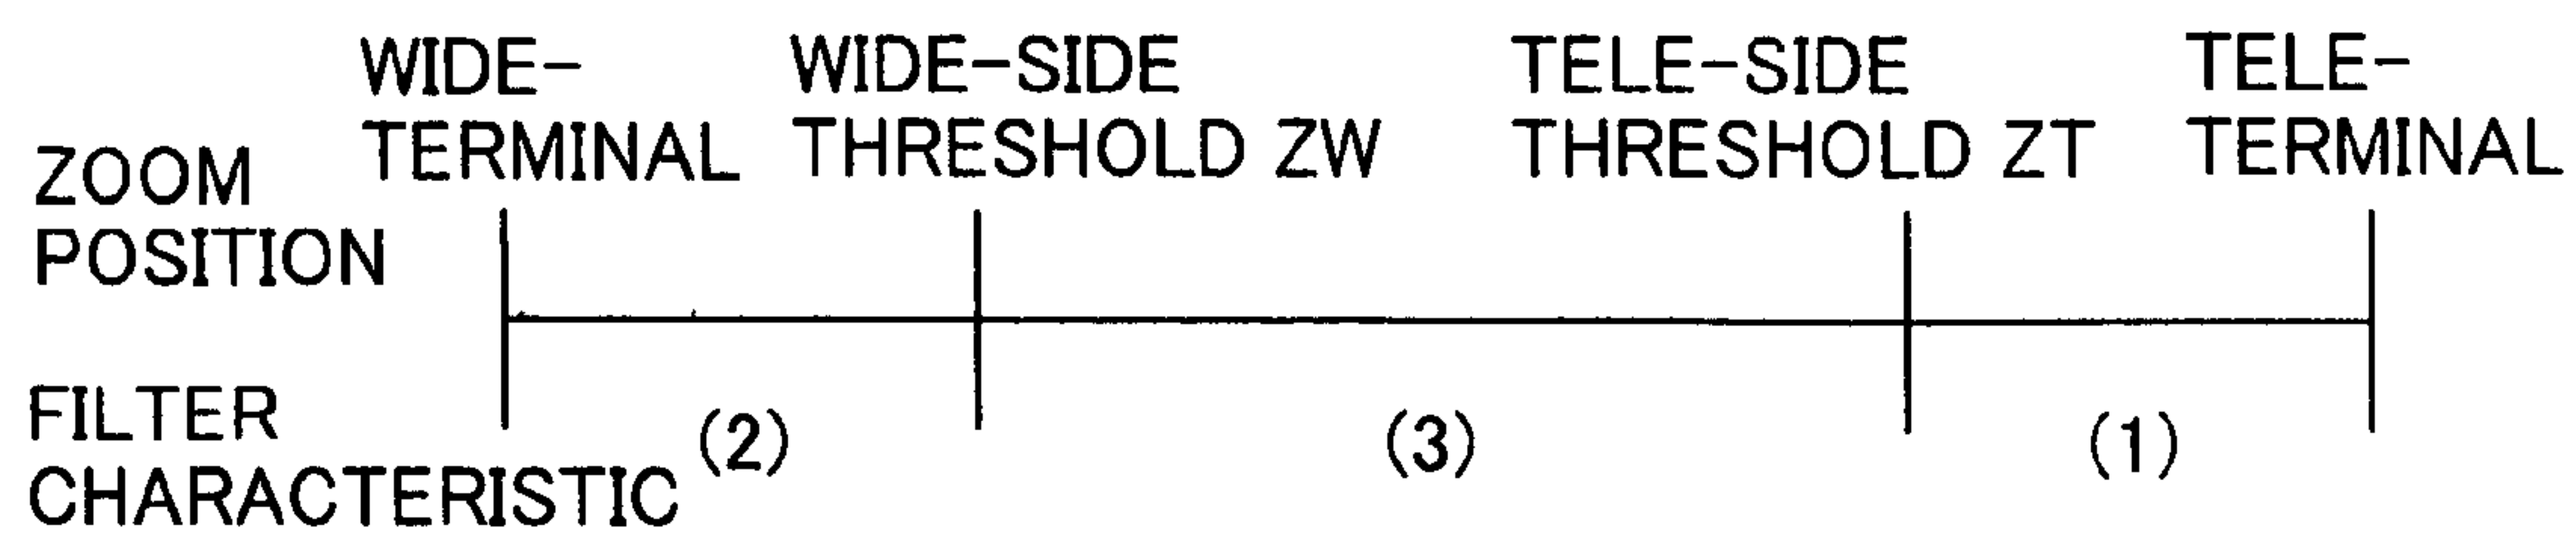 WIDE-
TERMINAL
WIDE-SIDE
THRESHOLD ZW
TELE-SIDE
THRESHOLD ZT
TELE-
TERMINAL
ZOOM
POSITION
FILTER
CHARACTERISTIC
(2)
(3)
(1)